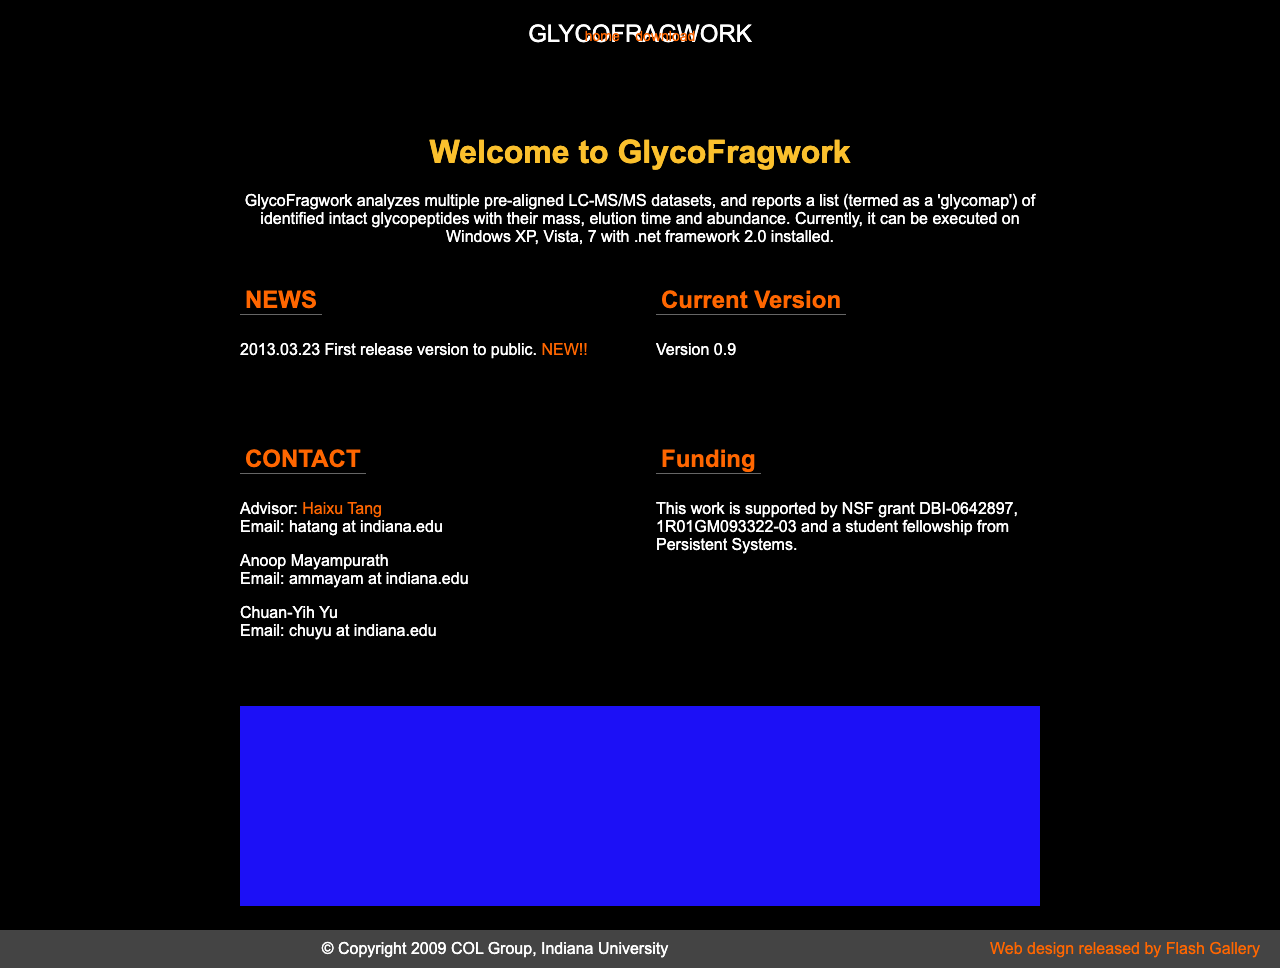 GLYCOFRAGWORK
home download
Welcome to GlycoFragwork
GlycoFragwork analyzes multiple pre-aligned LC-MS/MS datasets, and reports a list (termed as a 'glycomap') of
identified intact glycopeptides with their mass, elution time and abundance. Currently, it can be executed on
Windows XP, Vista, 7 with .net framework 2.0 installed.
NEWS
2013.03.23 First release version to public. NEW!!
Current Version
Version 0.9
CONTACT
Advisor: Haixu Tang
Email: hatang at indiana.edu
Anoop Mayampurath
Email: ammayam at indiana.edu
Chuan-Yih Yu
Email: chuyu at indiana.edu
Funding
This work is supported by NSF grant DBI-0642897,
1R01GM093322-03 and a student fellowship from
Persistent Systems.
© Copyright 2009 COL Group, Indiana University
Web design released by Flash Gallery